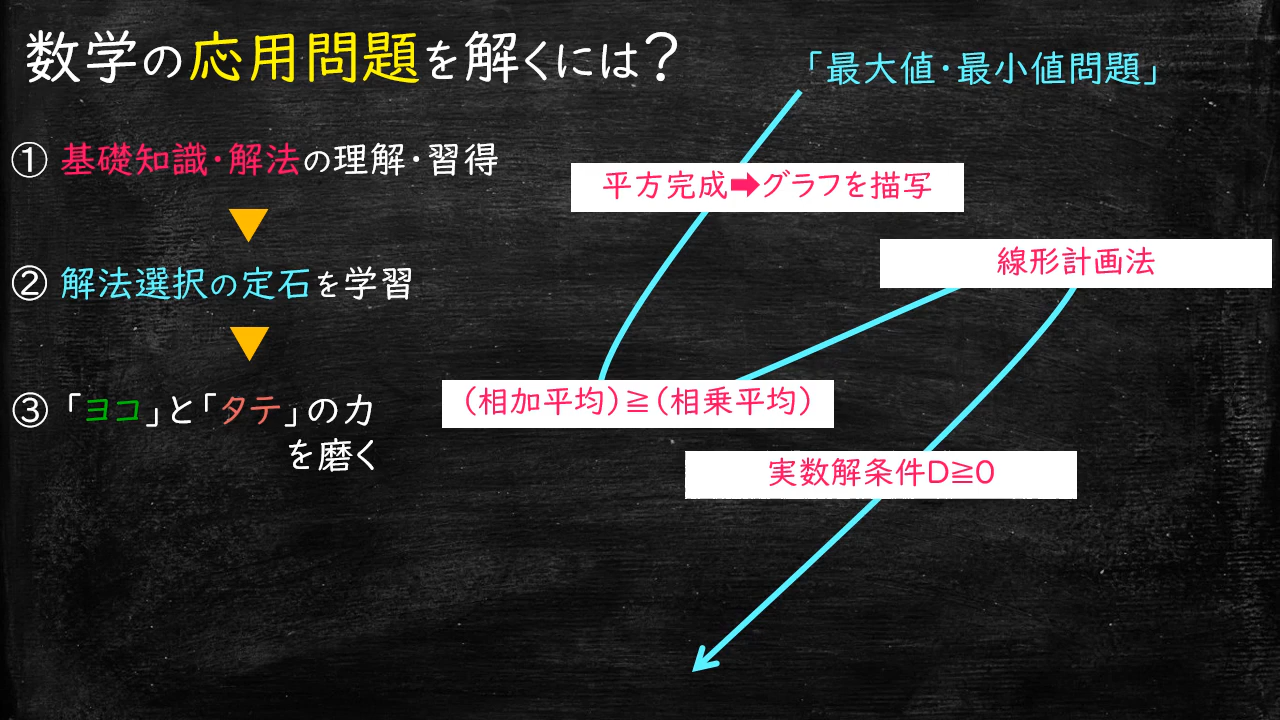 数学の応用問題を解くには？
① 基礎知識・解法の理解・習得
② 解法選択の定石を学習
③「ヨコ」と「タテ」の力
を磨く
「最大値・最小値問題」
平方完成➡グラフを描写
線形計画法
（相加平均）≧（相乗平均）
実数解条件D≧0